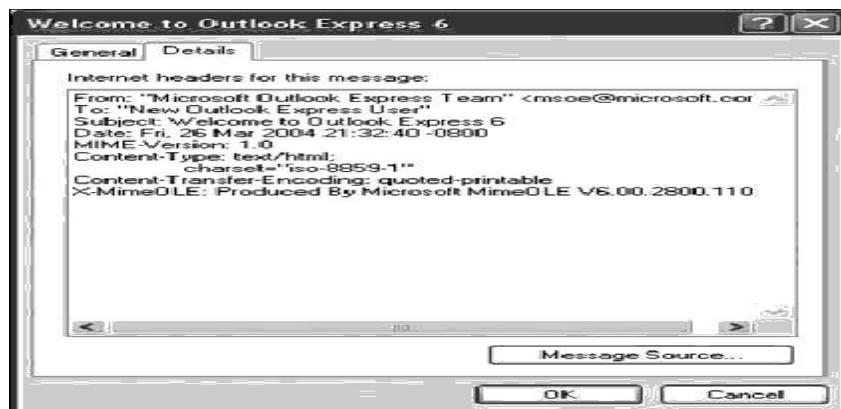 Welcome to Outlook Express 6
General Details
Internet headers for this message:
From: "Microsoft Outlook Express Team" <msoe@microsoft.cor
To: "New Outlook Express User"
Subject: Welcome to Outlook Express 6
Date: Fri, 26 Mar 2004 21:32:40 -0800
MIME-Version: 1.0
Content-Type: text/html;
charset="iso-8859-1"
Content-Transfer-Encoding: quoted-printable
X-MimeOLE: Produced By Microsoft MimeOLE V6.00.2800.110
Message Source...
OK Cancel